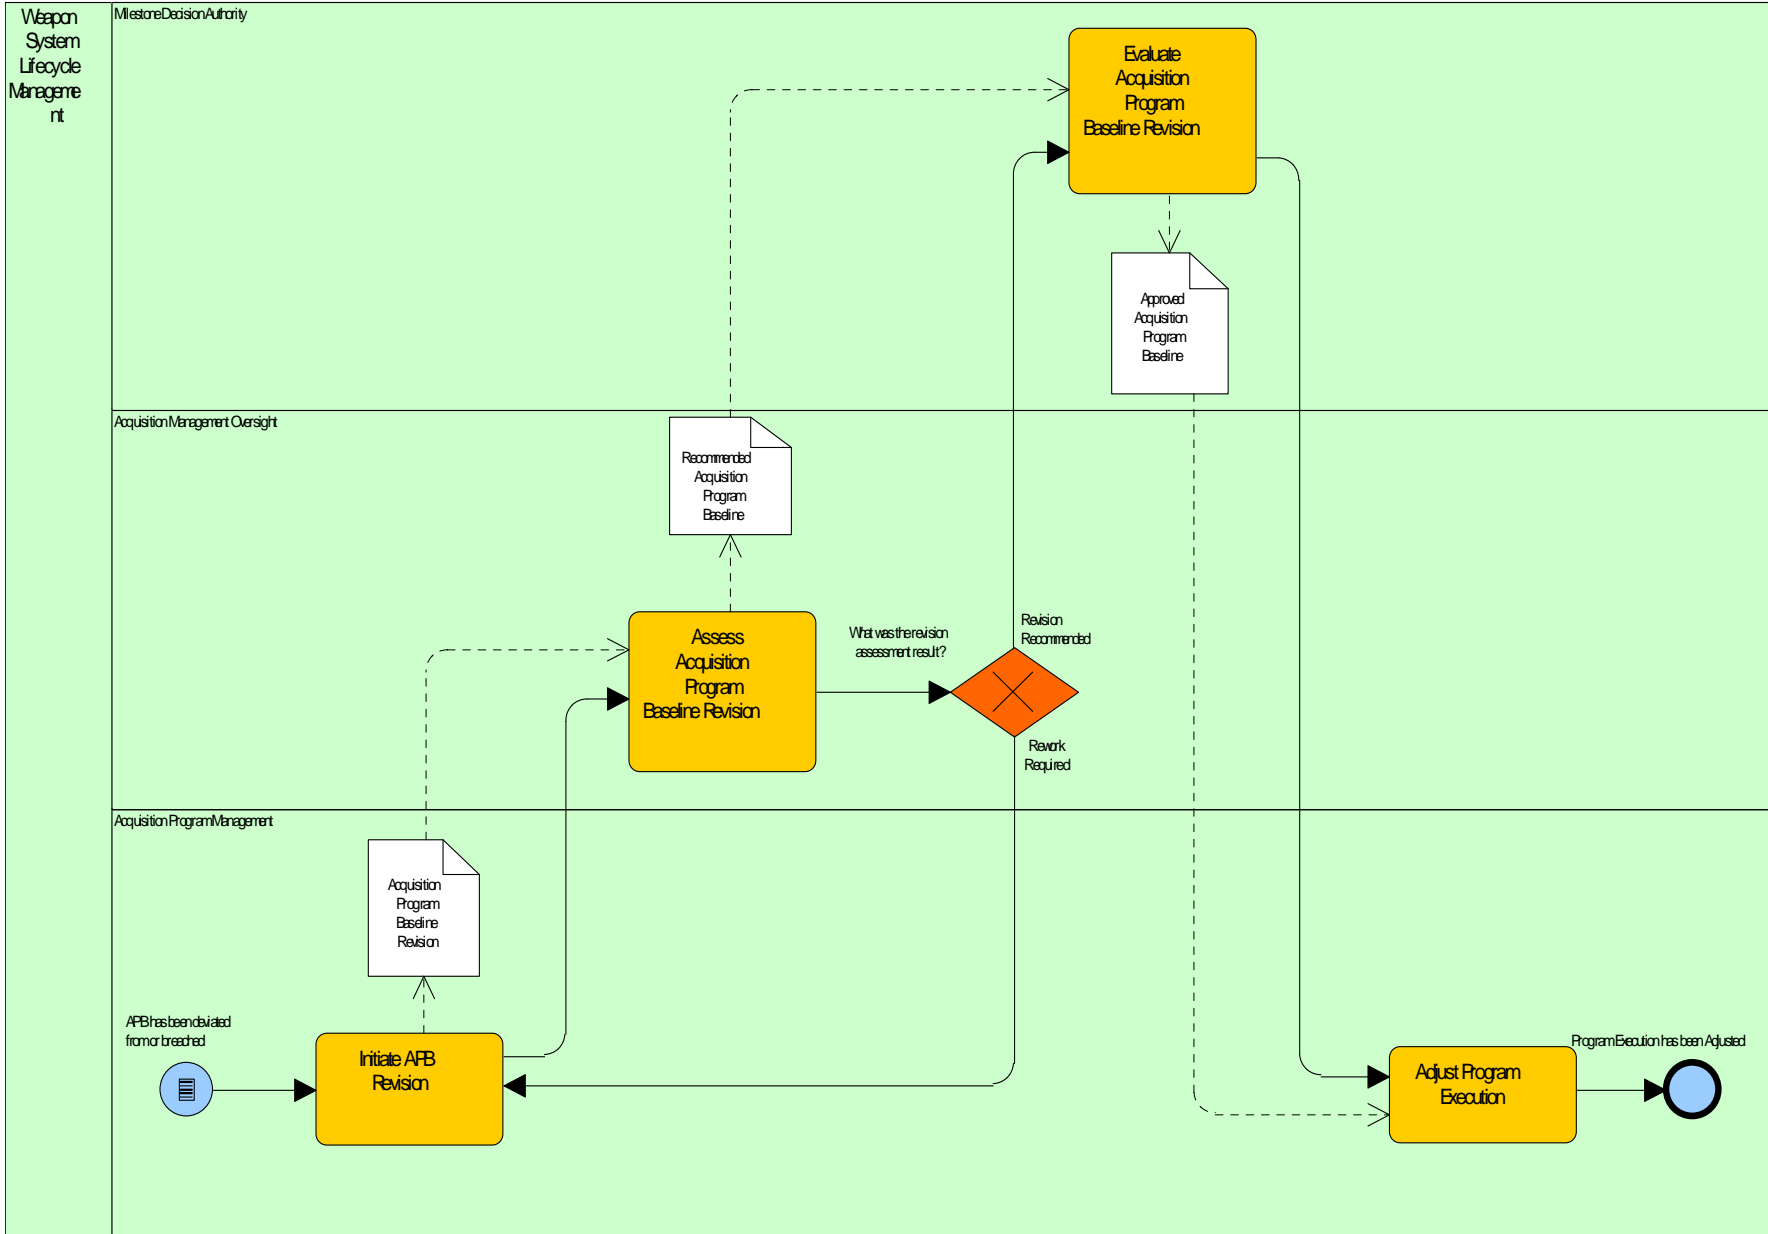 Weapon
System
Lifecycle
Manageme
nt
Milestone Decision Authority
Evaluate
Acquisition
Program
Baseline Revision
Approved
Acquisition
Program
Baseline
Acquisition Management Oversight
Recommended
Acquisition
Program
Baseline
Assess
Acquisition
Program
Baseline Revision
What was the revision
assessment result?
Revision
Recommended
Rework
Required
Acquisition Program Management
Acquisition
Program
Baseline
Revision
APB has been deviated
from or breached
Initiate APB
Revision
Adjust Program
Execution
Program Execution has been Adjusted